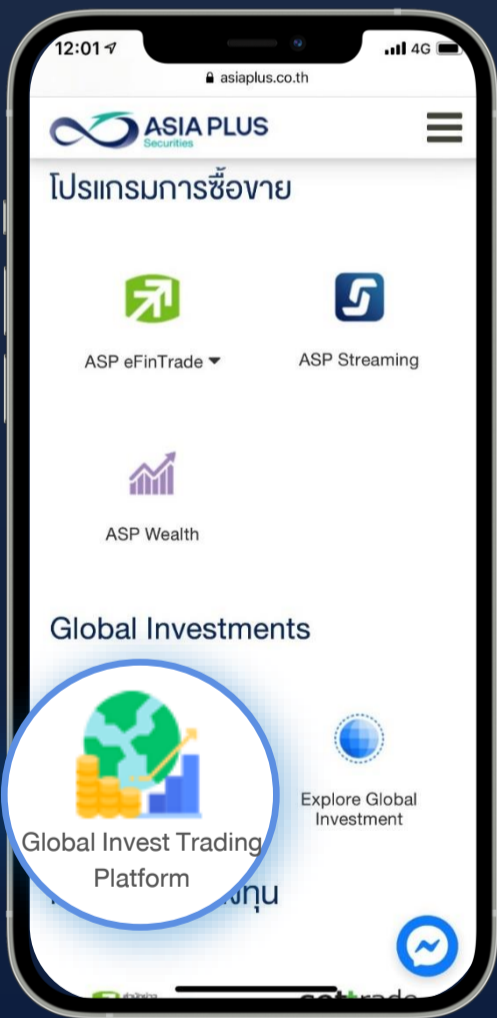 12:01
4G
asiaplus.co.th
ASIA PLUS
Securities
โปรแกรมการซื้อขาย
ASP eFinTrade
ASP Streaming
ASP Wealth
Global Investments
Global Invest Trading
Platform
Explore Global
Investment